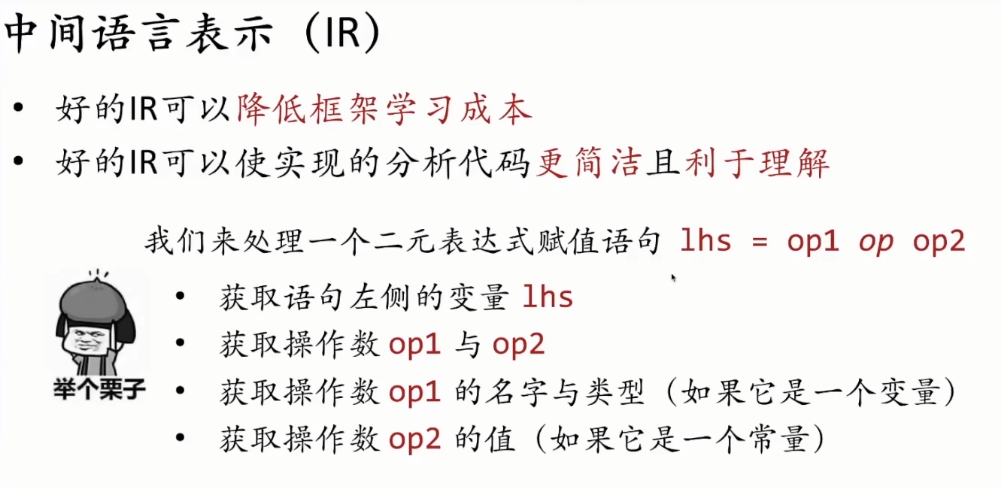 中间语言表示（IR）
• 好的IR可以降低框架学习成本
• 好的IR可以使实现的分析代码更简洁且利于理解
我们来处理一个二元表达式赋值语句 lhs = op1 op op2
• 获取语句左侧的变量 lhs
• 获取操作数 op1 与 op2
• 获取操作数 op1 的名字与类型（如果它是一个变量）
• 获取操作数 op2 的值（如果它是一个常量）
举个栗子